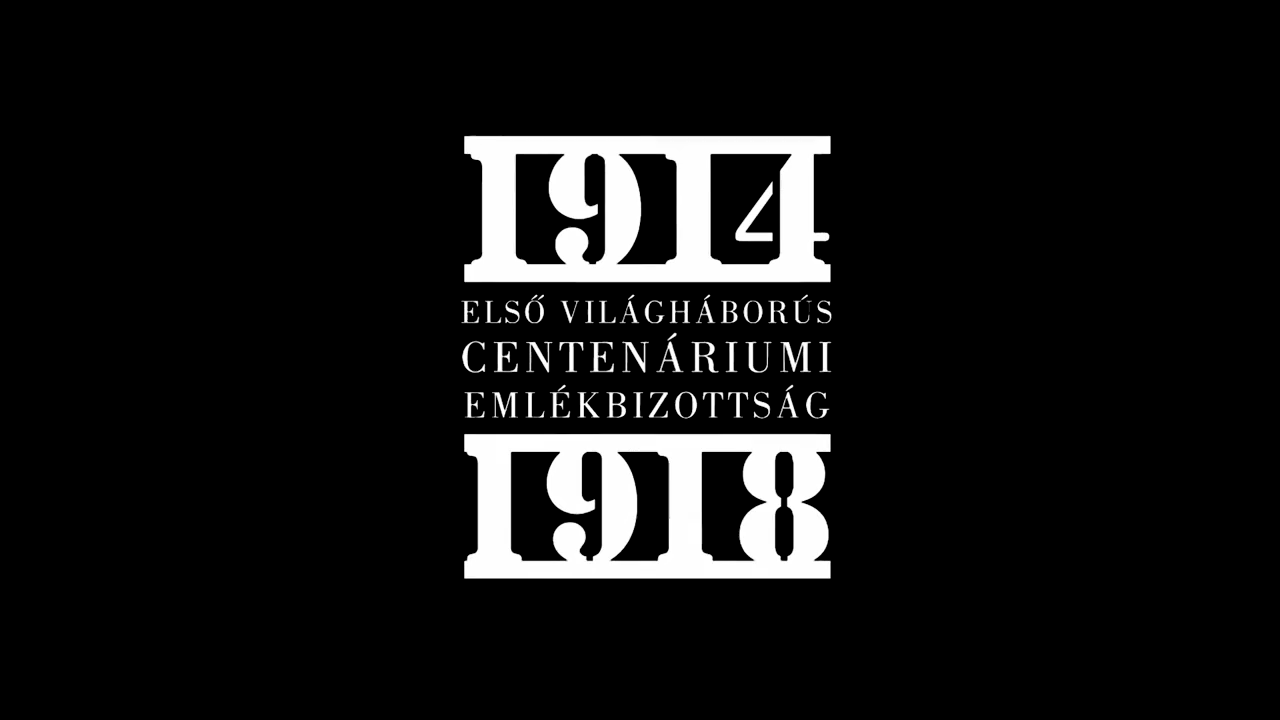 1914
ELSŐ VILÁGHÁBORÚS
CENTENÁRIUMI
EMLÉKBIZOTTSÁG
1918